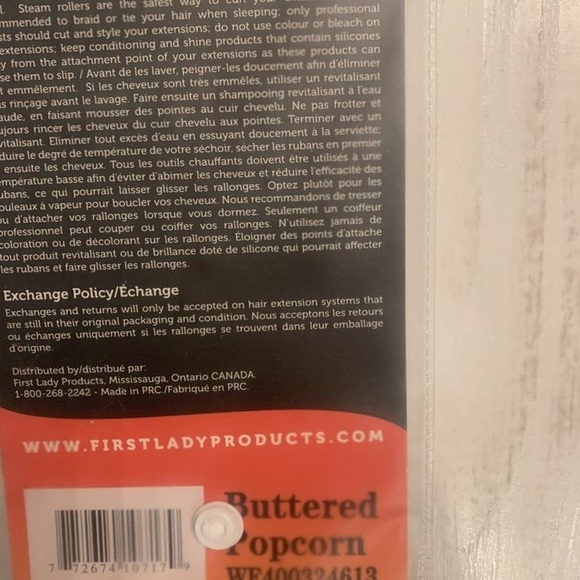 Steam rollers are the safest way to
to braid or tie your hair when sleeping; only professional
should cut and style your extensions; do not use colour or bleach on
extensions; keep conditioning and shine products that contain silicones
from the attachment point of your extensions as these products can
them to slip. / Avant de les laver, peigner-les doucement afin d'éliminer
emmêlement. Si les cheveux sont très emmêlés, utiliser un revitalisant
rinçage avant le lavage. Faire ensuite un shampooing revitalisant à l'eau
en faisant mousser des pointes au cuir chevelu. Ne pas frotter et
rincer les cheveux du cuir chevelu aux pointes. Terminer avec un
Eliminer tout excès d'eau en essuyant doucement à la serviette;
le degré de température de votre séchoir, sécher les rubans en premier
ensuite les cheveux. Tous les outils chauffants doivent être utilisés à une
basse afin d'éviter d'abimer les cheveux et réduire l'efficacité des
ce qui pourrait laisser glisser les rallonges. Optez plutôt pour les
à vapeur pour boucler vos cheveux. Nous recommandons de tresser
ou d'attacher vos rallonges lorsque vous dormez. Seulement un coiffeur
professionnel peut couper ou coiffer vos rallonges. N'utilisez jamais de
coloration ou de décolorant sur les rallonges. Éloigner des points d'attache
tout produit revitalisant ou de brillance doté de silicone qui pourrait affecter
les rubans et faire glisser les rallonges.
Exchange Policy/Échange
Exchanges and returns will only be accepted on hair extension systems that
are still in their original packaging and condition. Nous acceptons les retours
ou échanges uniquement si les rallonges se trouvent dans leur emballage
d'origine.
Distributed by/distribué par:
First Lady Products, Mississauga, Ontario CANADA.
1-800-268-2242 - Made in PRC./Fabriqué en PRC.
WWW.FIRSTLADYPRODUCTS.COM
Buttered
Popcorn
WF400324613
7 72674 10717 9